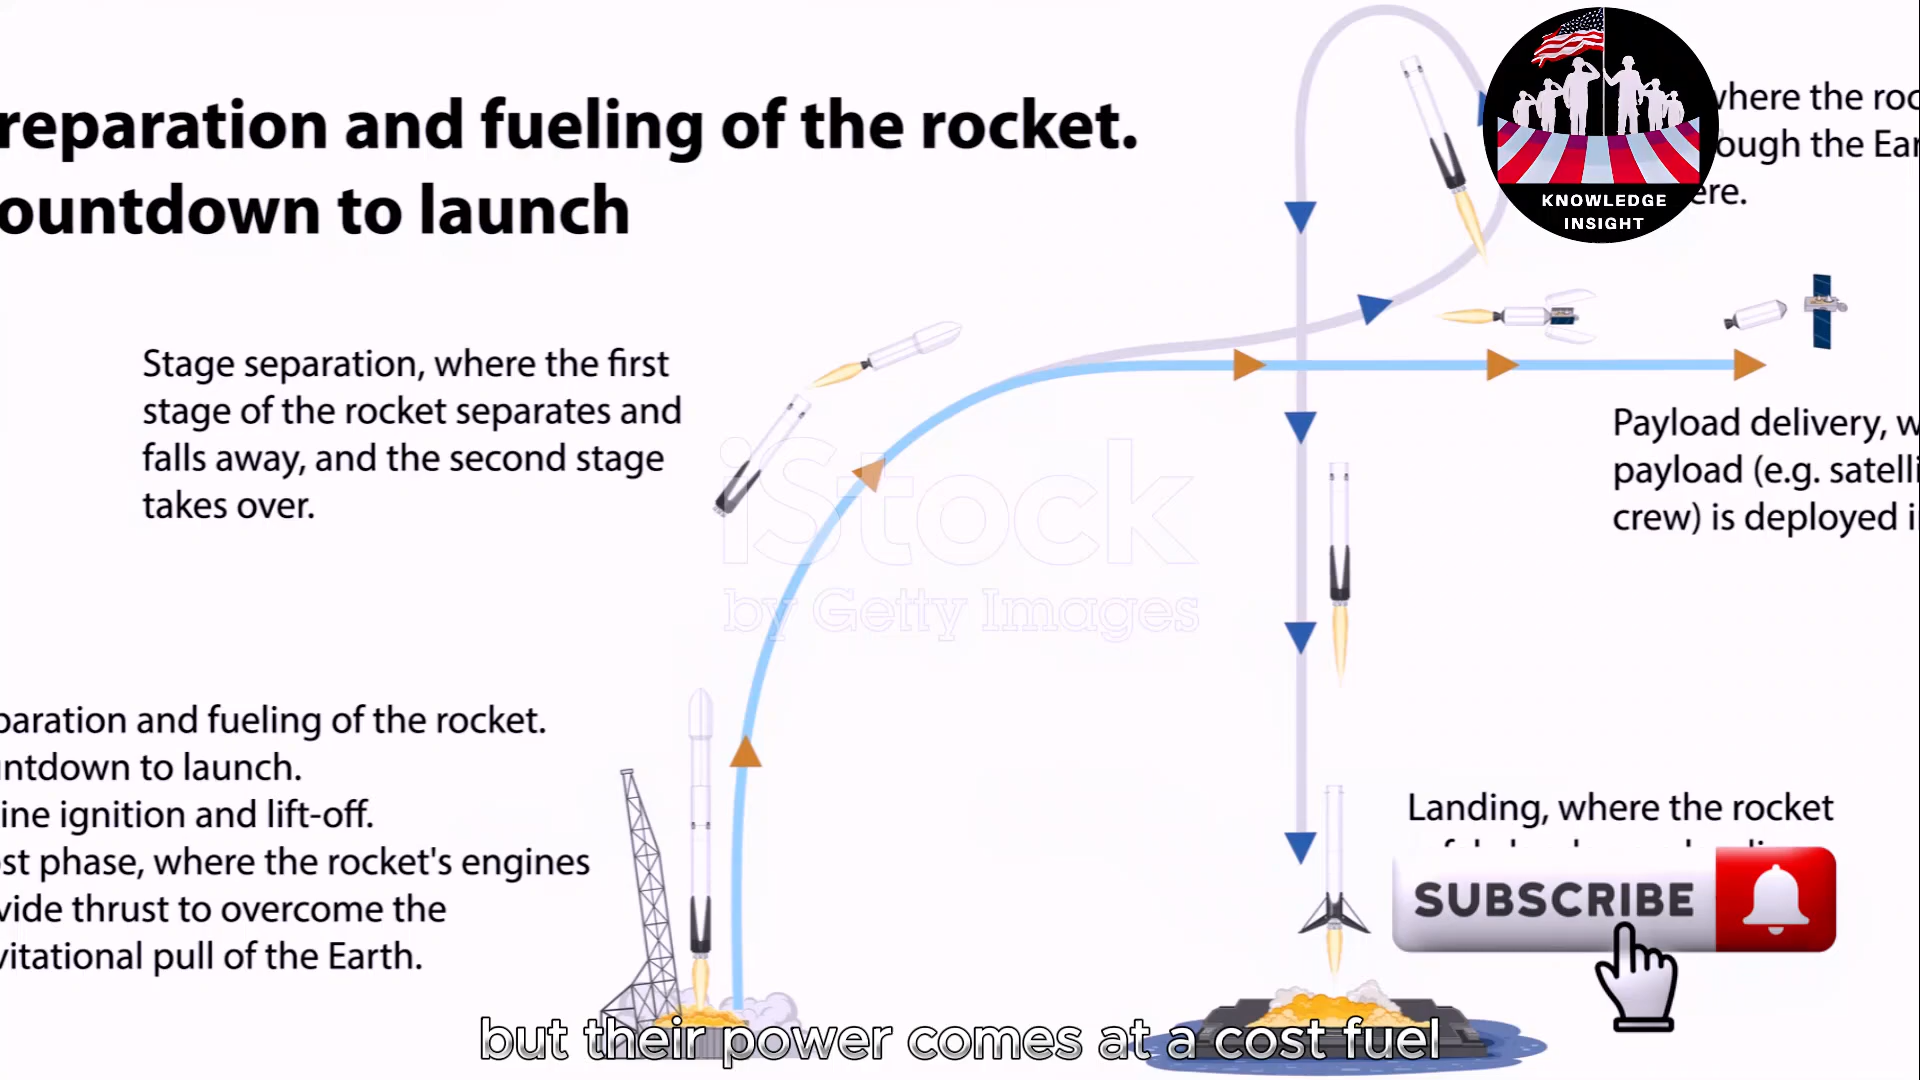 reparation and fueling of the rocket.
ountdown to launch
Stage separation, where the first
stage of the rocket separates and
falls away, and the second stage
takes over.
paration and fueling of the rocket.
ntdown to launch.
ine ignition and lift-off.
st phase, where the rocket's engines
vide thrust to overcome the
vitational pull of the Earth.
where the roc
ough the Ear
ere.
KNOWLEDGE
INSIGHT
iStock
by Getty Images
Payload delivery, w
payload (e.g. satelli
crew) is deployed i
Landing, where the rocket
SUBSCRIBE
but their power comes at a cost fuel